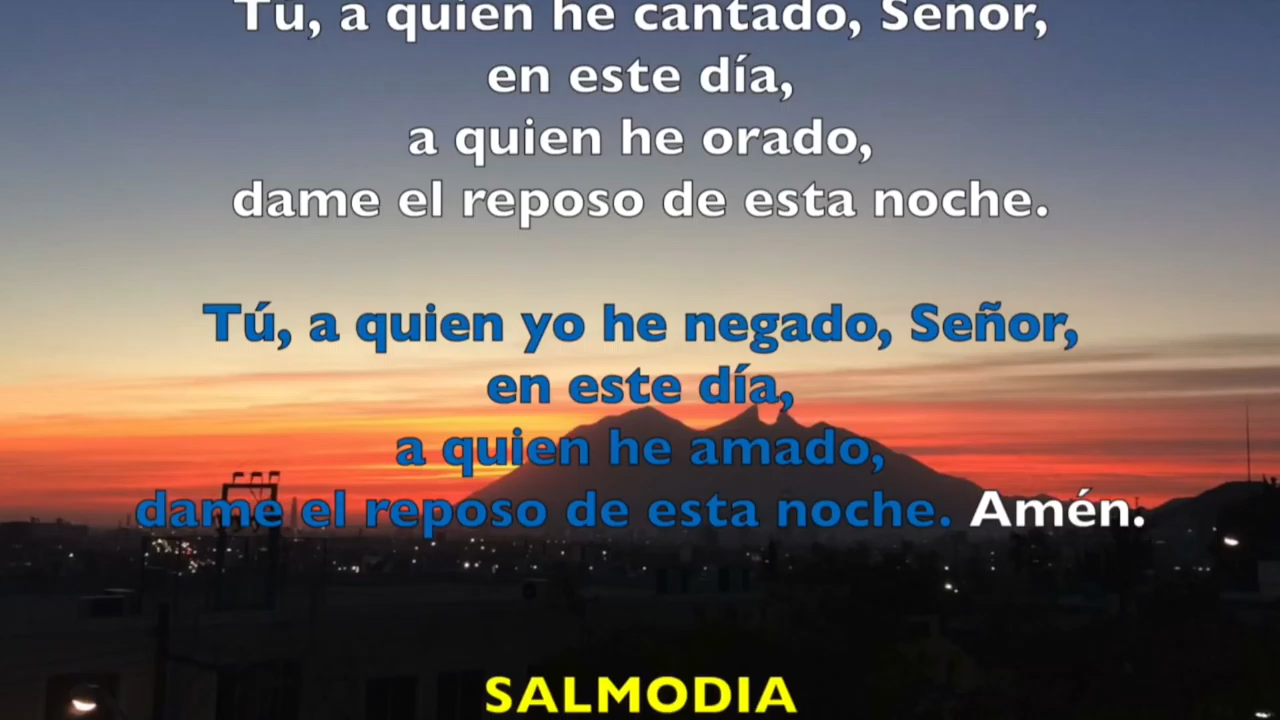 Tú, a quien he cantado, Señor,
en este día,
a quien he orado,
dame el reposo de esta noche.
Tú, a quien yo he negado, Señor,
en este día,
a quien he amado,
dame el reposo de esta noche. Amén.
SALMODIA